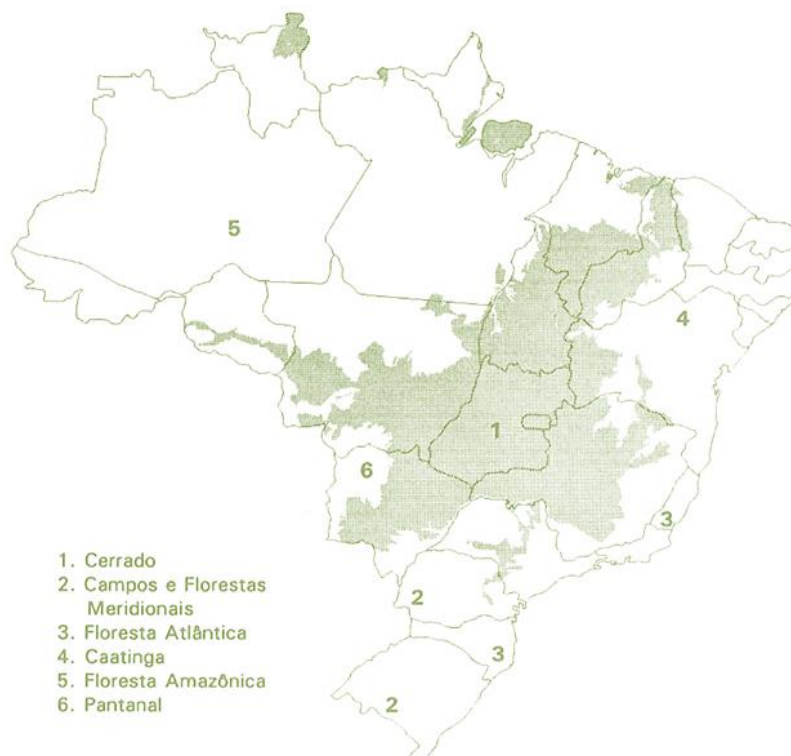 5
4
1
6
3
2
3
2
1. Cerrado
2. Campos e Florestas
Meridionais
3. Floresta Atlântica
4. Caatinga
5. Floresta Amazônica
6. Pantanal